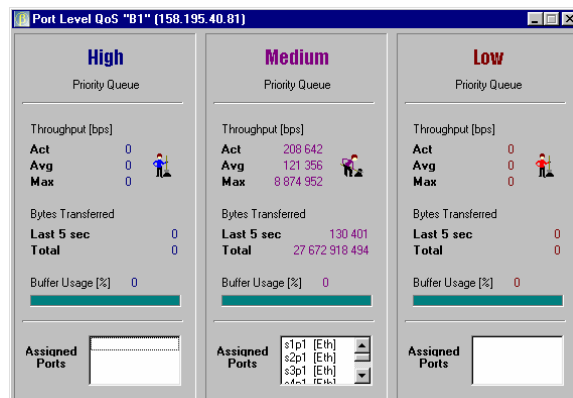 Port Level QoS "B1" (158.195.40.81)
High
Priority Queue
Throughput [bps]
Act 0
Avg 0
Max 0
Bytes Transferred
Last 5 sec 0
Total 0
Buffer Usage [%] 0
Assigned Ports
Medium
Priority Queue
Throughput [bps]
Act 208 642
Avg 121 356
Max 8 874 952
Bytes Transferred
Last 5 sec 130 401
Total 27 672 918 494
Buffer Usage [%] 0
Assigned Ports
s1p1 [Eth]
s2p1 [Eth]
s3p1 [Eth]
s4p1 [Eth]
Low
Priority Queue
Throughput [bps]
Act 0
Avg 0
Max 0
Bytes Transferred
Last 5 sec 0
Total 0
Buffer Usage [%] 0
Assigned Ports